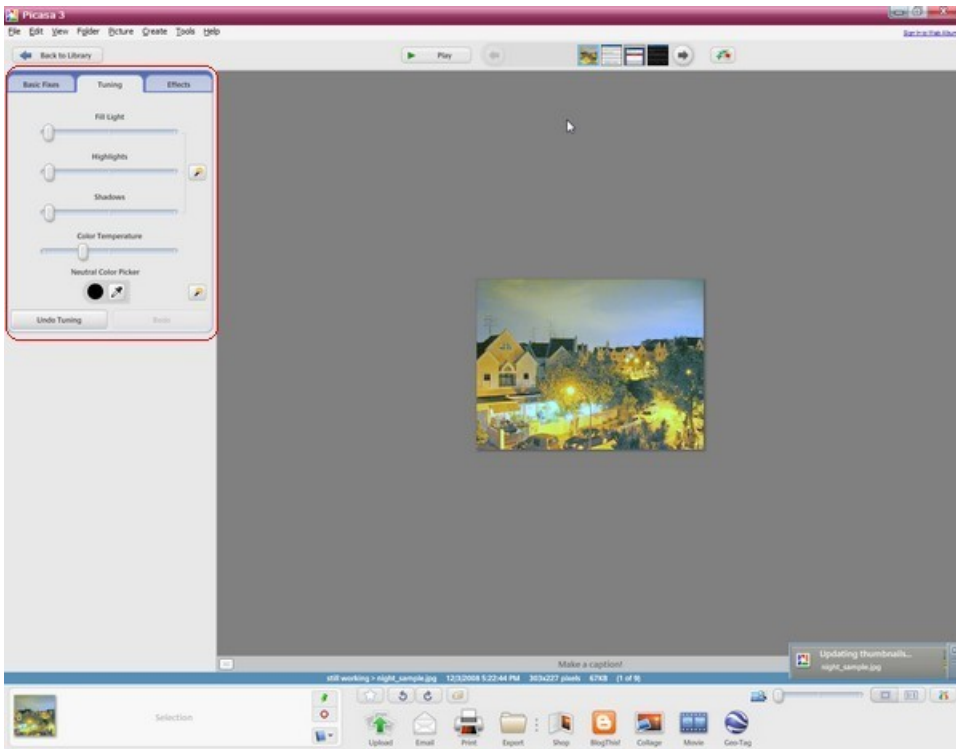 Picasa 3
File Edit View Folder Picture Create Tools Help
Back to Library
Play
Basic Fixes Tuning Effects
Fill Light
Highlights
Shadows
Color Temperature
Neutral Color Picker
Undo Tuning Redo
Make a caption!
Updating thumbnails...
night_sample.jpg
still working > night_sample.jpg 12/3/2008 5:22:44 PM 303x227 pixels 67KB (1 of 9)
Selection
Upload Email Print Export Shop BlogThis! Collage Movie Geo-Tag